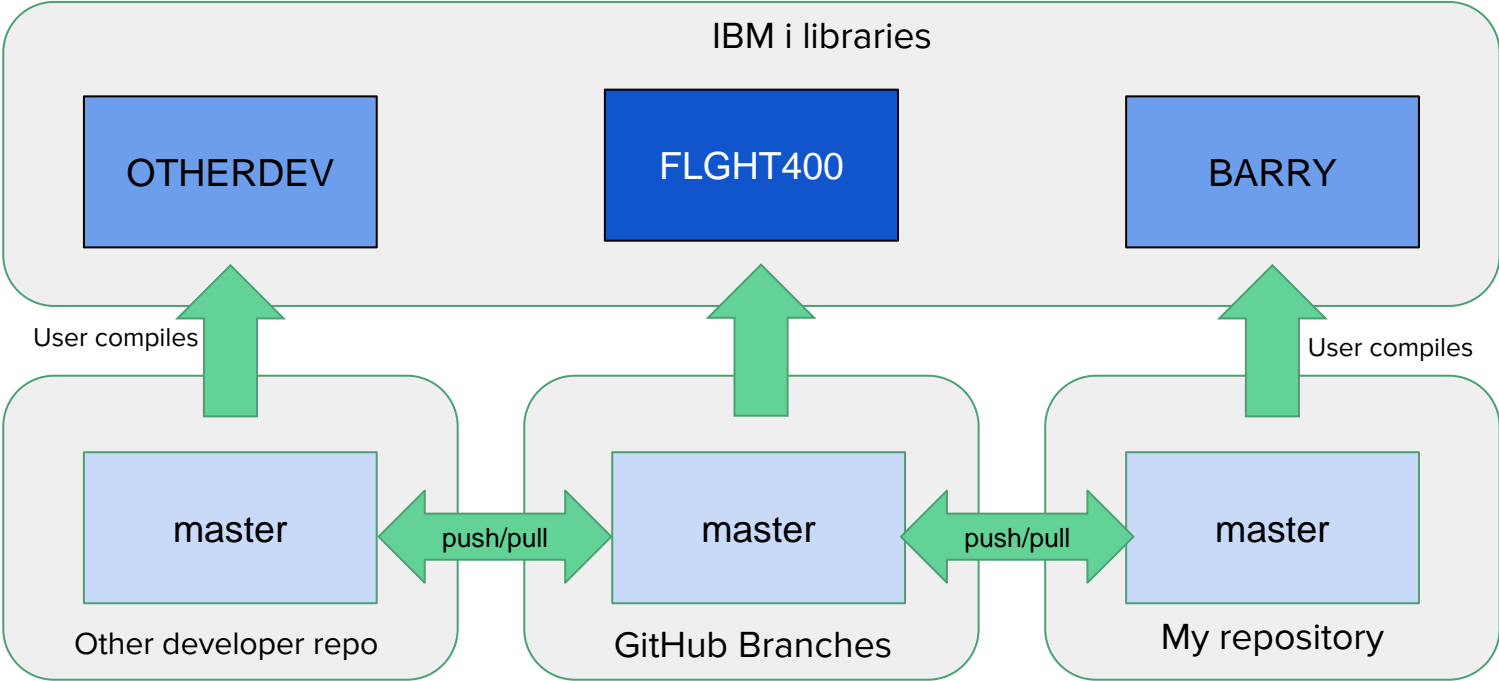 IBM i libraries
OTHERDEV
FLGHT400
BARRY
User compiles
User compiles
master
push/pull
master
push/pull
master
Other developer repo
GitHub Branches
My repository